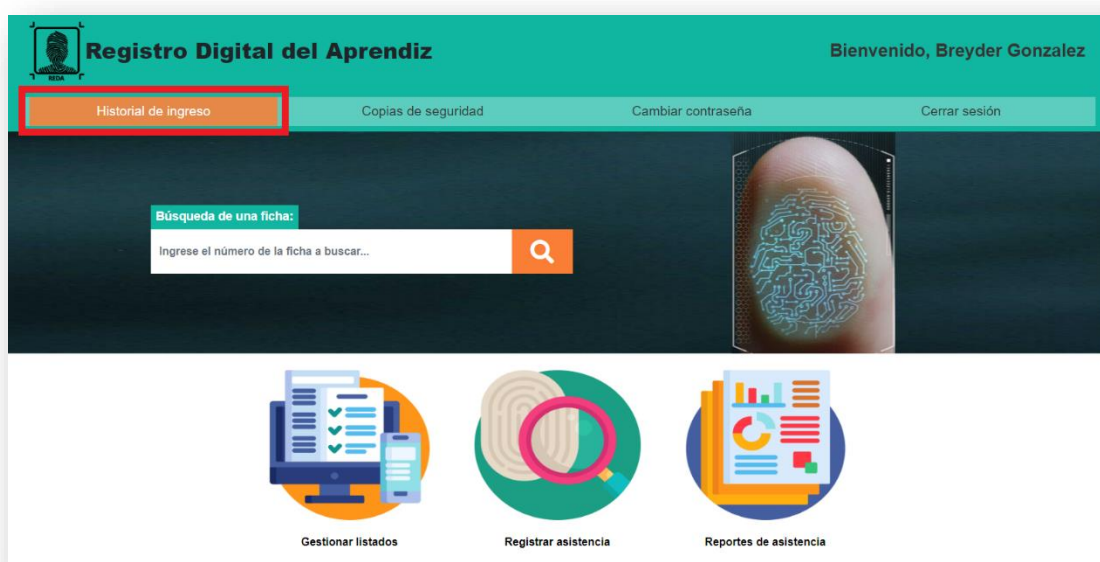 Registro Digital del Aprendiz
Bienvenido, Breyder Gonzalez
REDA
Historial de ingreso
Copias de seguridad
Cambiar contraseña
Cerrar sesión
Búsqueda de una ficha:
Ingrese el número de la ficha a buscar...
Gestionar listados
Registrar asistencia
Reportes de asistencia